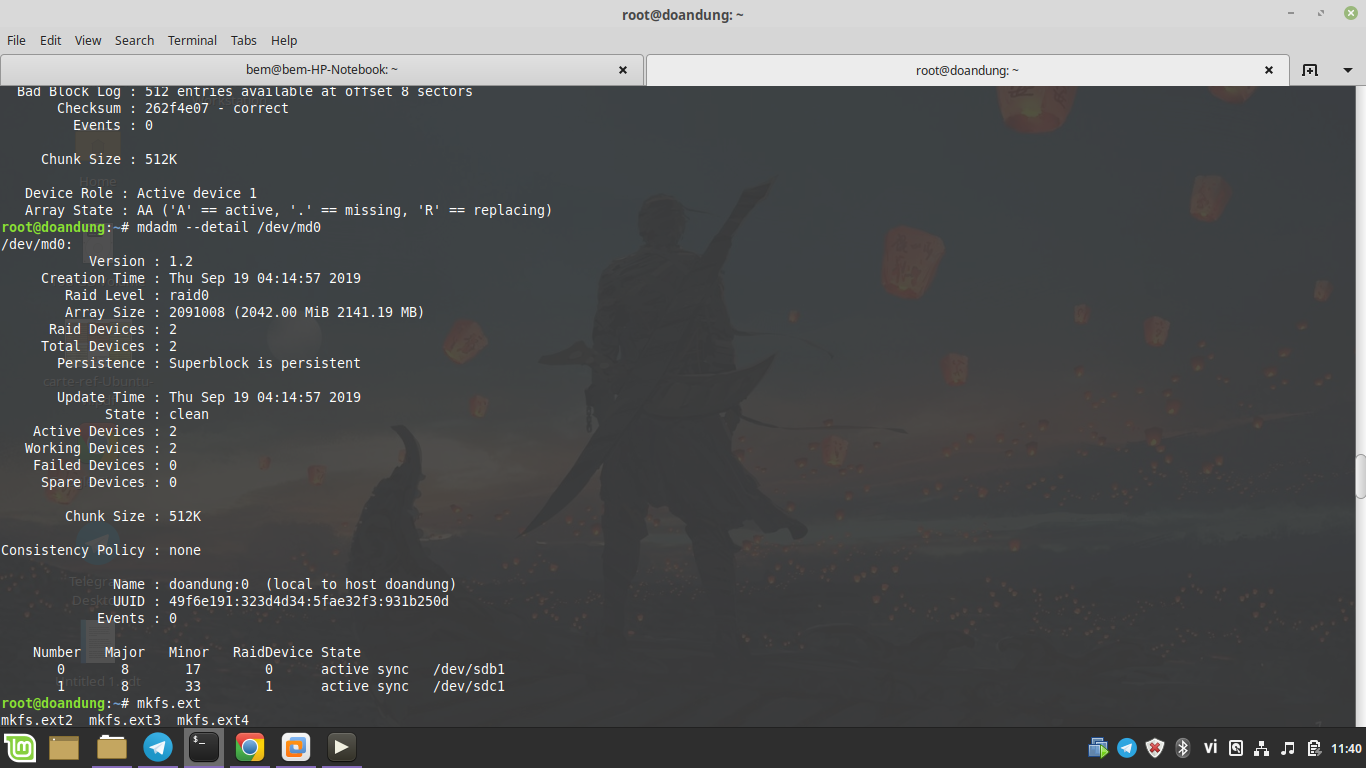 root@doandung: ~
File Edit View Search Terminal Tabs Help
bem@bem-HP-Notebook: ~
root@doandung: ~
Bad Block Log : 512 entries available at offset 8 sectors
Checksum : 262f4e07 - correct
Events : 0
Chunk Size : 512K
Home
Device Role : Active device 1
Array State : AA ('A' == active, '.' == missing, 'R' == replacing)
root@doandung:~# mdadm --detail /dev/md0
/dev/md0:
Version : 1.2
Creation Time : Thu Sep 19 04:14:57 2019
Raid Level : raid0
Array Size : 2091008 (2042.00 MiB 2141.19 MB)
Raid Devices : 2
Total Devices : 2
Persistence : Superblock is persistent
carte-ref-Ubuntu
Update Time : Thu Sep 19 04:14:57 2019
State : clean
Active Devices : 2
Working Devices : 2
Failed Devices : 0
Spare Devices : 0
Chunk Size : 512K
Consistency Policy : none
Name : doandung:0 (local to host doandung)
UUID : 49f6e191:323d4d34:5fae32f3:931b250d
Events : 0
Number Major Minor RaidDevice State
0 8 17 0 active sync /dev/sdb1
1 8 33 1 active sync /dev/sdc1
root@doandung:~# mkfs.ext
mkfs.ext2 mkfs.ext3 mkfs.ext4
vi 11:40